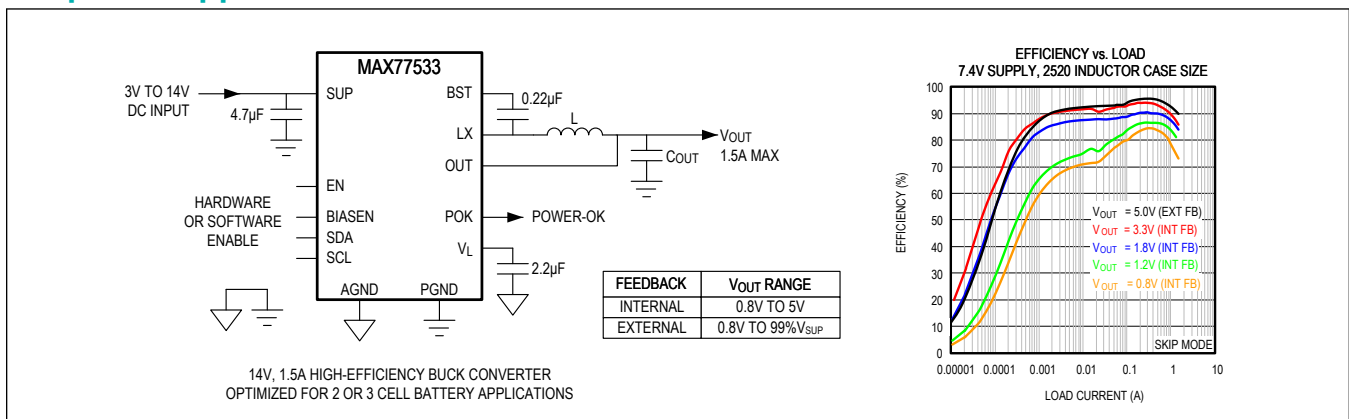 MAX77533
3V TO 14V
DC INPUT
4.7µF
SUP
EN
HARDWARE
OR SOFTWARE
ENABLE
BIASEN
SDA
SCL
AGND
PGND
BST
0.22µF
LX
L
OUT
VOUT
1.5A MAX
COUT
POK
POWER-OK
VL
2.2µF
FEEDBACK VOUT RANGE
INTERNAL 0.8V TO 5V
EXTERNAL 0.8V TO 99%VSUP
14V, 1.5A HIGH-EFFICIENCY BUCK CONVERTER
OPTIMIZED FOR 2 OR 3 CELL BATTERY APPLICATIONS
EFFICIENCY vs. LOAD
7.4V SUPPLY, 2520 INDUCTOR CASE SIZE
EFFICIENCY (%)
100
90
80
70
60
50
40
30
20
10
0
VOUT = 5.0V (EXT FB)
VOUT = 3.3V (INT FB)
VOUT = 1.8V (INT FB)
VOUT = 1.2V (INT FB)
VOUT = 0.8V (INT FB)
SKIP MODE
0.00001 0.0001 0.001 0.01 0.1 1 10
LOAD CURRENT (A)